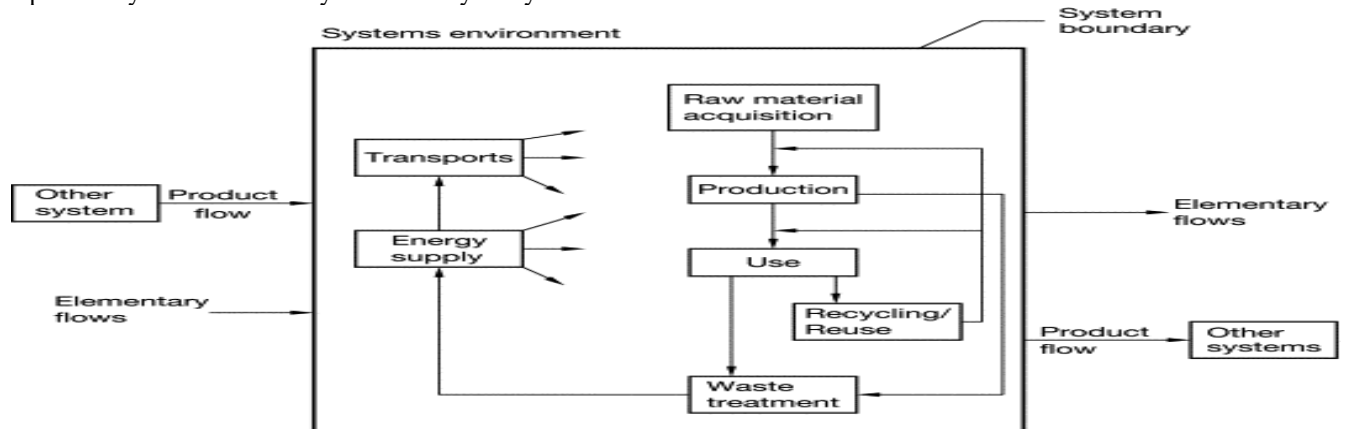 System
boundary
Systems environment
Raw material
acquisition
Transports
Production
Other
system
Product
flow
Elementary
flows
Energy
supply
Use
Elementary
flows
Recycling/
Reuse
Product
flow
Other
systems
Waste
treatment